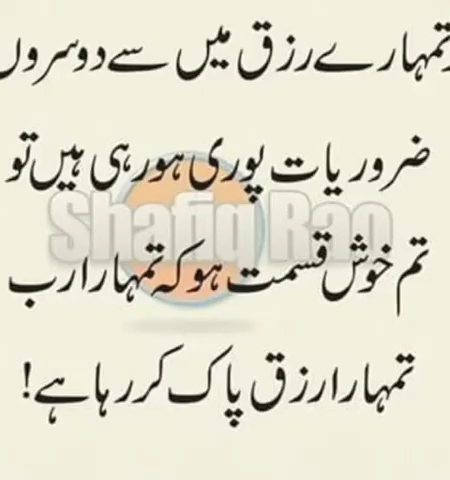 تمہارے رزق میں سے دوسروں
ضروریات پوری ہو رہی ہیں تو
تم خوش قسمت ہو کہ تمہارا رب
تمہارا رزق پاک کر رہا ہے!
Shafiq Rao